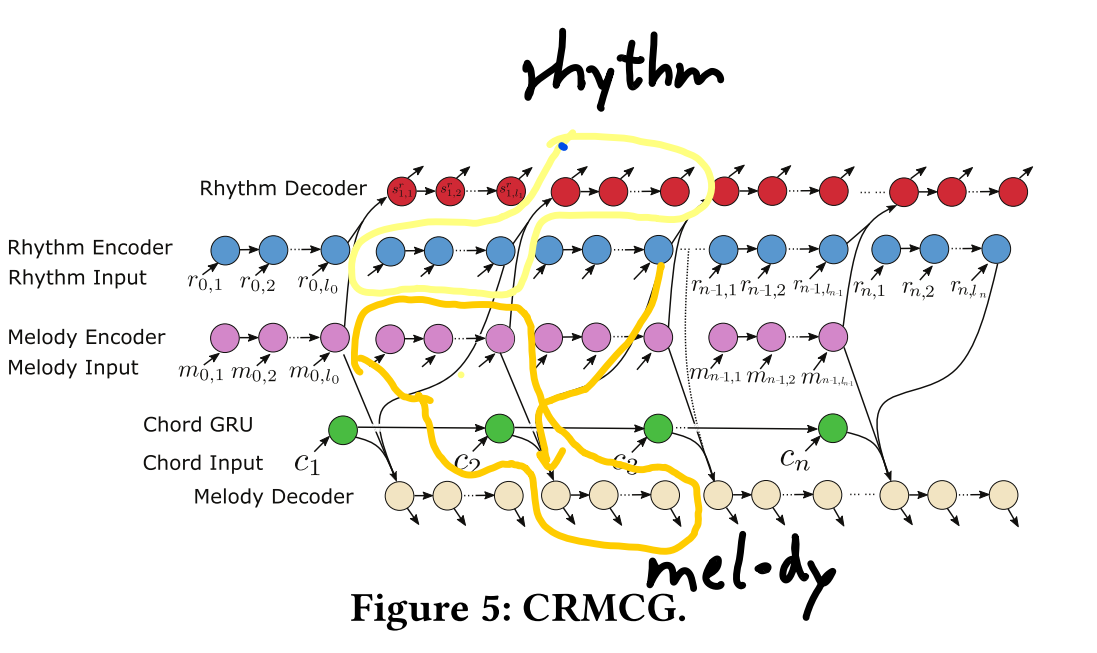 rhythm
Rhythm Decoder
s^r_{1,1} s^r_{1,2} s^r_{1,l_1}
Rhythm Encoder
Rhythm Input r_{0,1} r_{0,2} r_{0,l_0} r_{n-1,1} r_{n-1,2} r_{n-1,l_{n-1}} r_{n,1} r_{n,2} r_{n,l_n}
Melody Encoder
Melody Input
m_{0,1} m_{0,2} m_{0,l_0} m_{n-1,1} m_{n-1,2} m_{n-1,l_{n-1}}
Chord GRU
Chord Input c_1 c_2 c_3 c_n
Melody Decoder
melody
Figure 5: CRMCG.